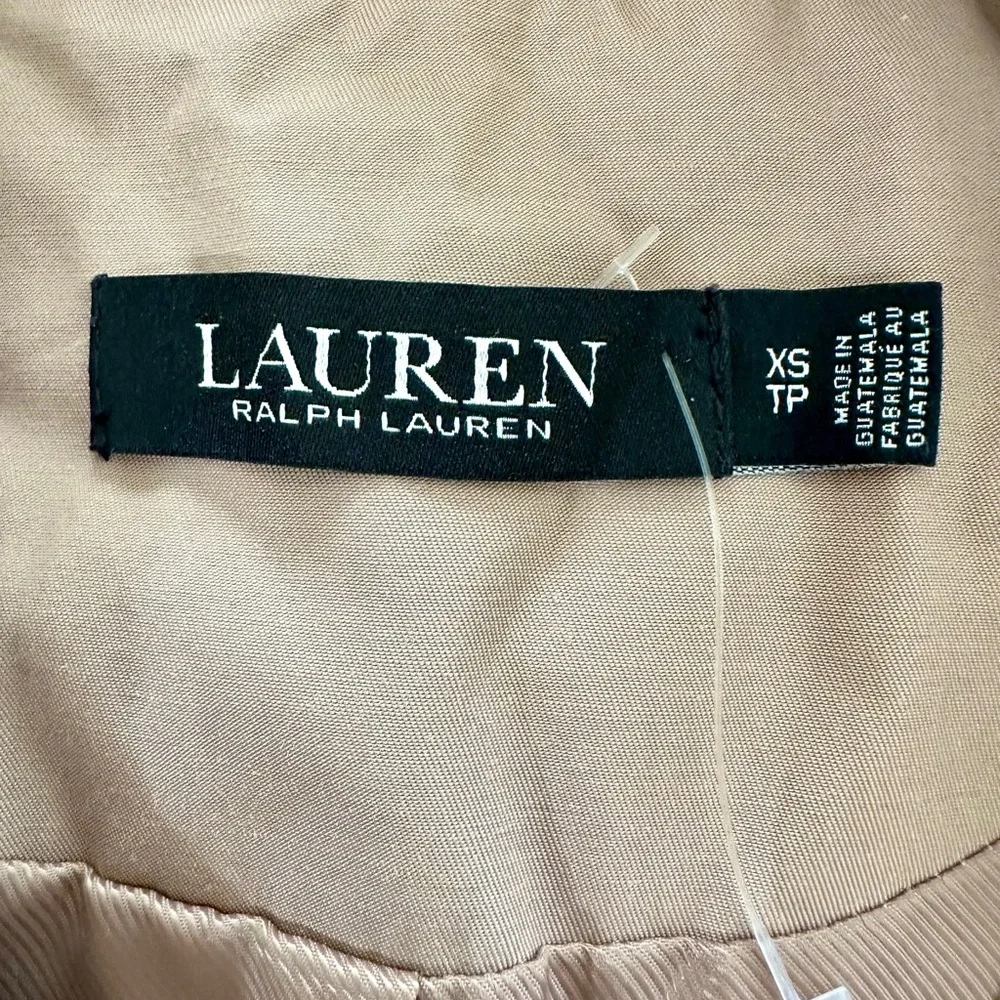 LAUREN
RALPH LAUREN
XS
TP
MADE IN
GUATEMALA
FABRIQUÉ AU
GUATEMALA